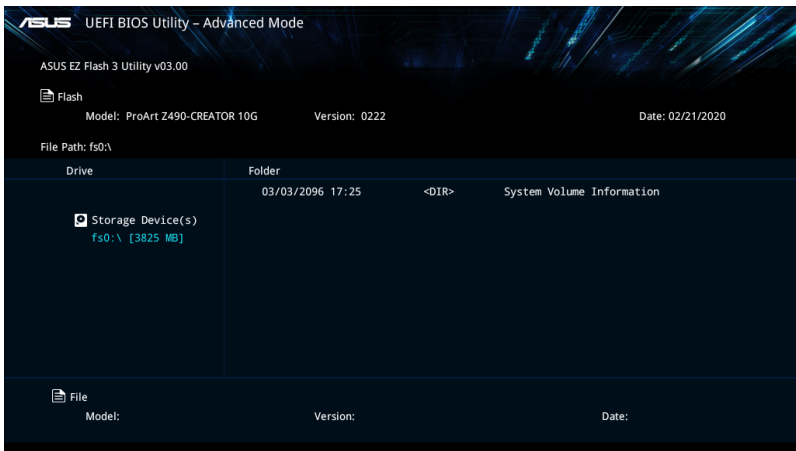 ASUS UEFI BIOS Utility – Advanced Mode
ASUS EZ Flash 3 Utility v03.00
Flash
Model: ProArt Z490-CREATOR 10G Version: 0222 Date: 02/21/2020
File Path: fs0:\
Drive Folder
03/03/2096 17:25 <DIR> System Volume Information
Storage Device(s)
fs0:\ [3825 MB]
File
Model: Version: Date: